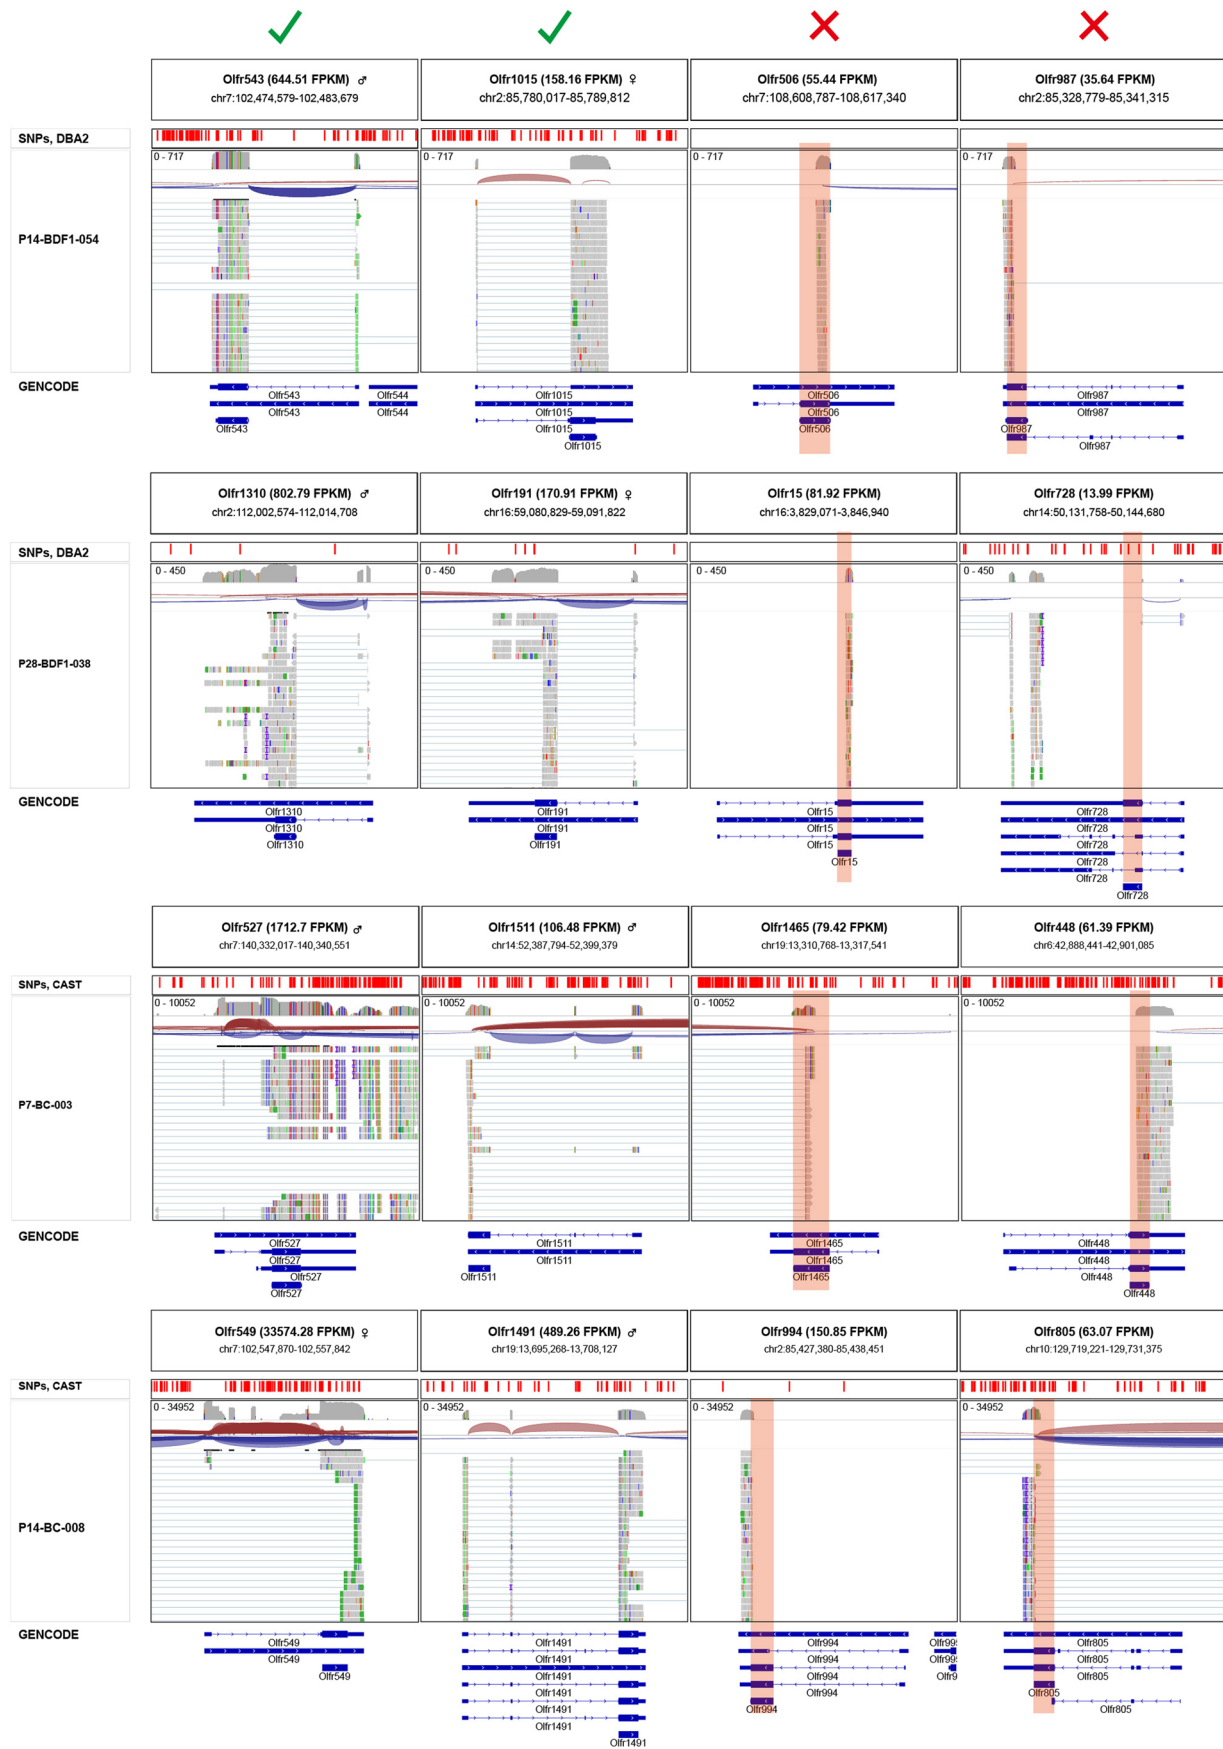 Olfr543 (644.51 FPKM) ♂
chr7:102,474,579-102,483,679
Olfr1015 (158.16 FPKM) ♀
chr2:85,780,017-85,789,812
Olfr506 (55.44 FPKM)
chr7:108,608,787-108,617,340
Olfr987 (35.64 FPKM)
chr2:85,328,779-85,341,315
SNPs, DBA2
0 - 717
0 - 717
0 - 717
0 - 717
P14-BDF1-054
GENCODE
Olfr543 Olfr544 Olfr1015 Olfr506 Olfr987
Olfr543 Olfr544 Olfr1015 Olfr506 Olfr987
Olfr543 Olfr1015 Olfr506 Olfr987
Olfr1015 Olfr987
Olfr1310 (802.79 FPKM) ♂
chr2:112,002,574-112,014,708
Olfr191 (170.91 FPKM) ♀
chr16:59,080,829-59,091,822
Olfr15 (81.92 FPKM)
chr16:3,829,071-3,846,940
Olfr728 (13.99 FPKM)
chr14:50,131,758-50,144,680
SNPs, DBA2
0 - 450
0 - 450
0 - 450
0 - 450
P28-BDF1-038
GENCODE
Olfr1310 Olfr191 Olfr15 Olfr728
Olfr1310 Olfr191 Olfr15 Olfr728
Olfr1310 Olfr191 Olfr15 Olfr728
Olfr15 Olfr728
Olfr728
Olfr728
Olfr527 (1712.7 FPKM) ♂
chr7:140,332,017-140,340,551
Olfr1511 (106.48 FPKM) ♂
chr14:52,387,794-52,399,379
Olfr1465 (79.42 FPKM)
chr19:13,310,768-13,317,541
Olfr448 (61.39 FPKM)
chr6:42,888,441-42,901,085
SNPs, CAST
0 - 10052
0 - 10052
0 - 10052
0 - 10052
P7-BC-003
GENCODE
Olfr527 Olfr1511 Olfr1465 Olfr448
Olfr527 Olfr1511 Olfr448
Olfr527 Olfr1511 Olfr1465 Olfr448
Olfr527 Olfr448
Olfr549 (33574.28 FPKM) ♀
chr7:102,547,870-102,557,842
Olfr1491 (489.26 FPKM) ♂
chr19:13,695,268-13,708,127
Olfr994 (150.85 FPKM)
chr2:85,427,380-85,438,451
Olfr805 (63.07 FPKM)
chr10:129,719,221-129,731,375
SNPs, CAST
0 - 34952
0 - 34952
0 - 34952
0 - 34952
P14-BC-008
GENCODE
Olfr549 Olfr1491 Olfr994 Olfr99 Olfr805
Olfr549 Olfr1491 Olfr994 Olfr99 Olfr805
Olfr549 Olfr1491 Olfr994 Olfr9 Olfr805
Olfr1491 Olfr994 Olfr805
Olfr1491 Olfr994 Olfr805
Olfr1491
Olfr1491